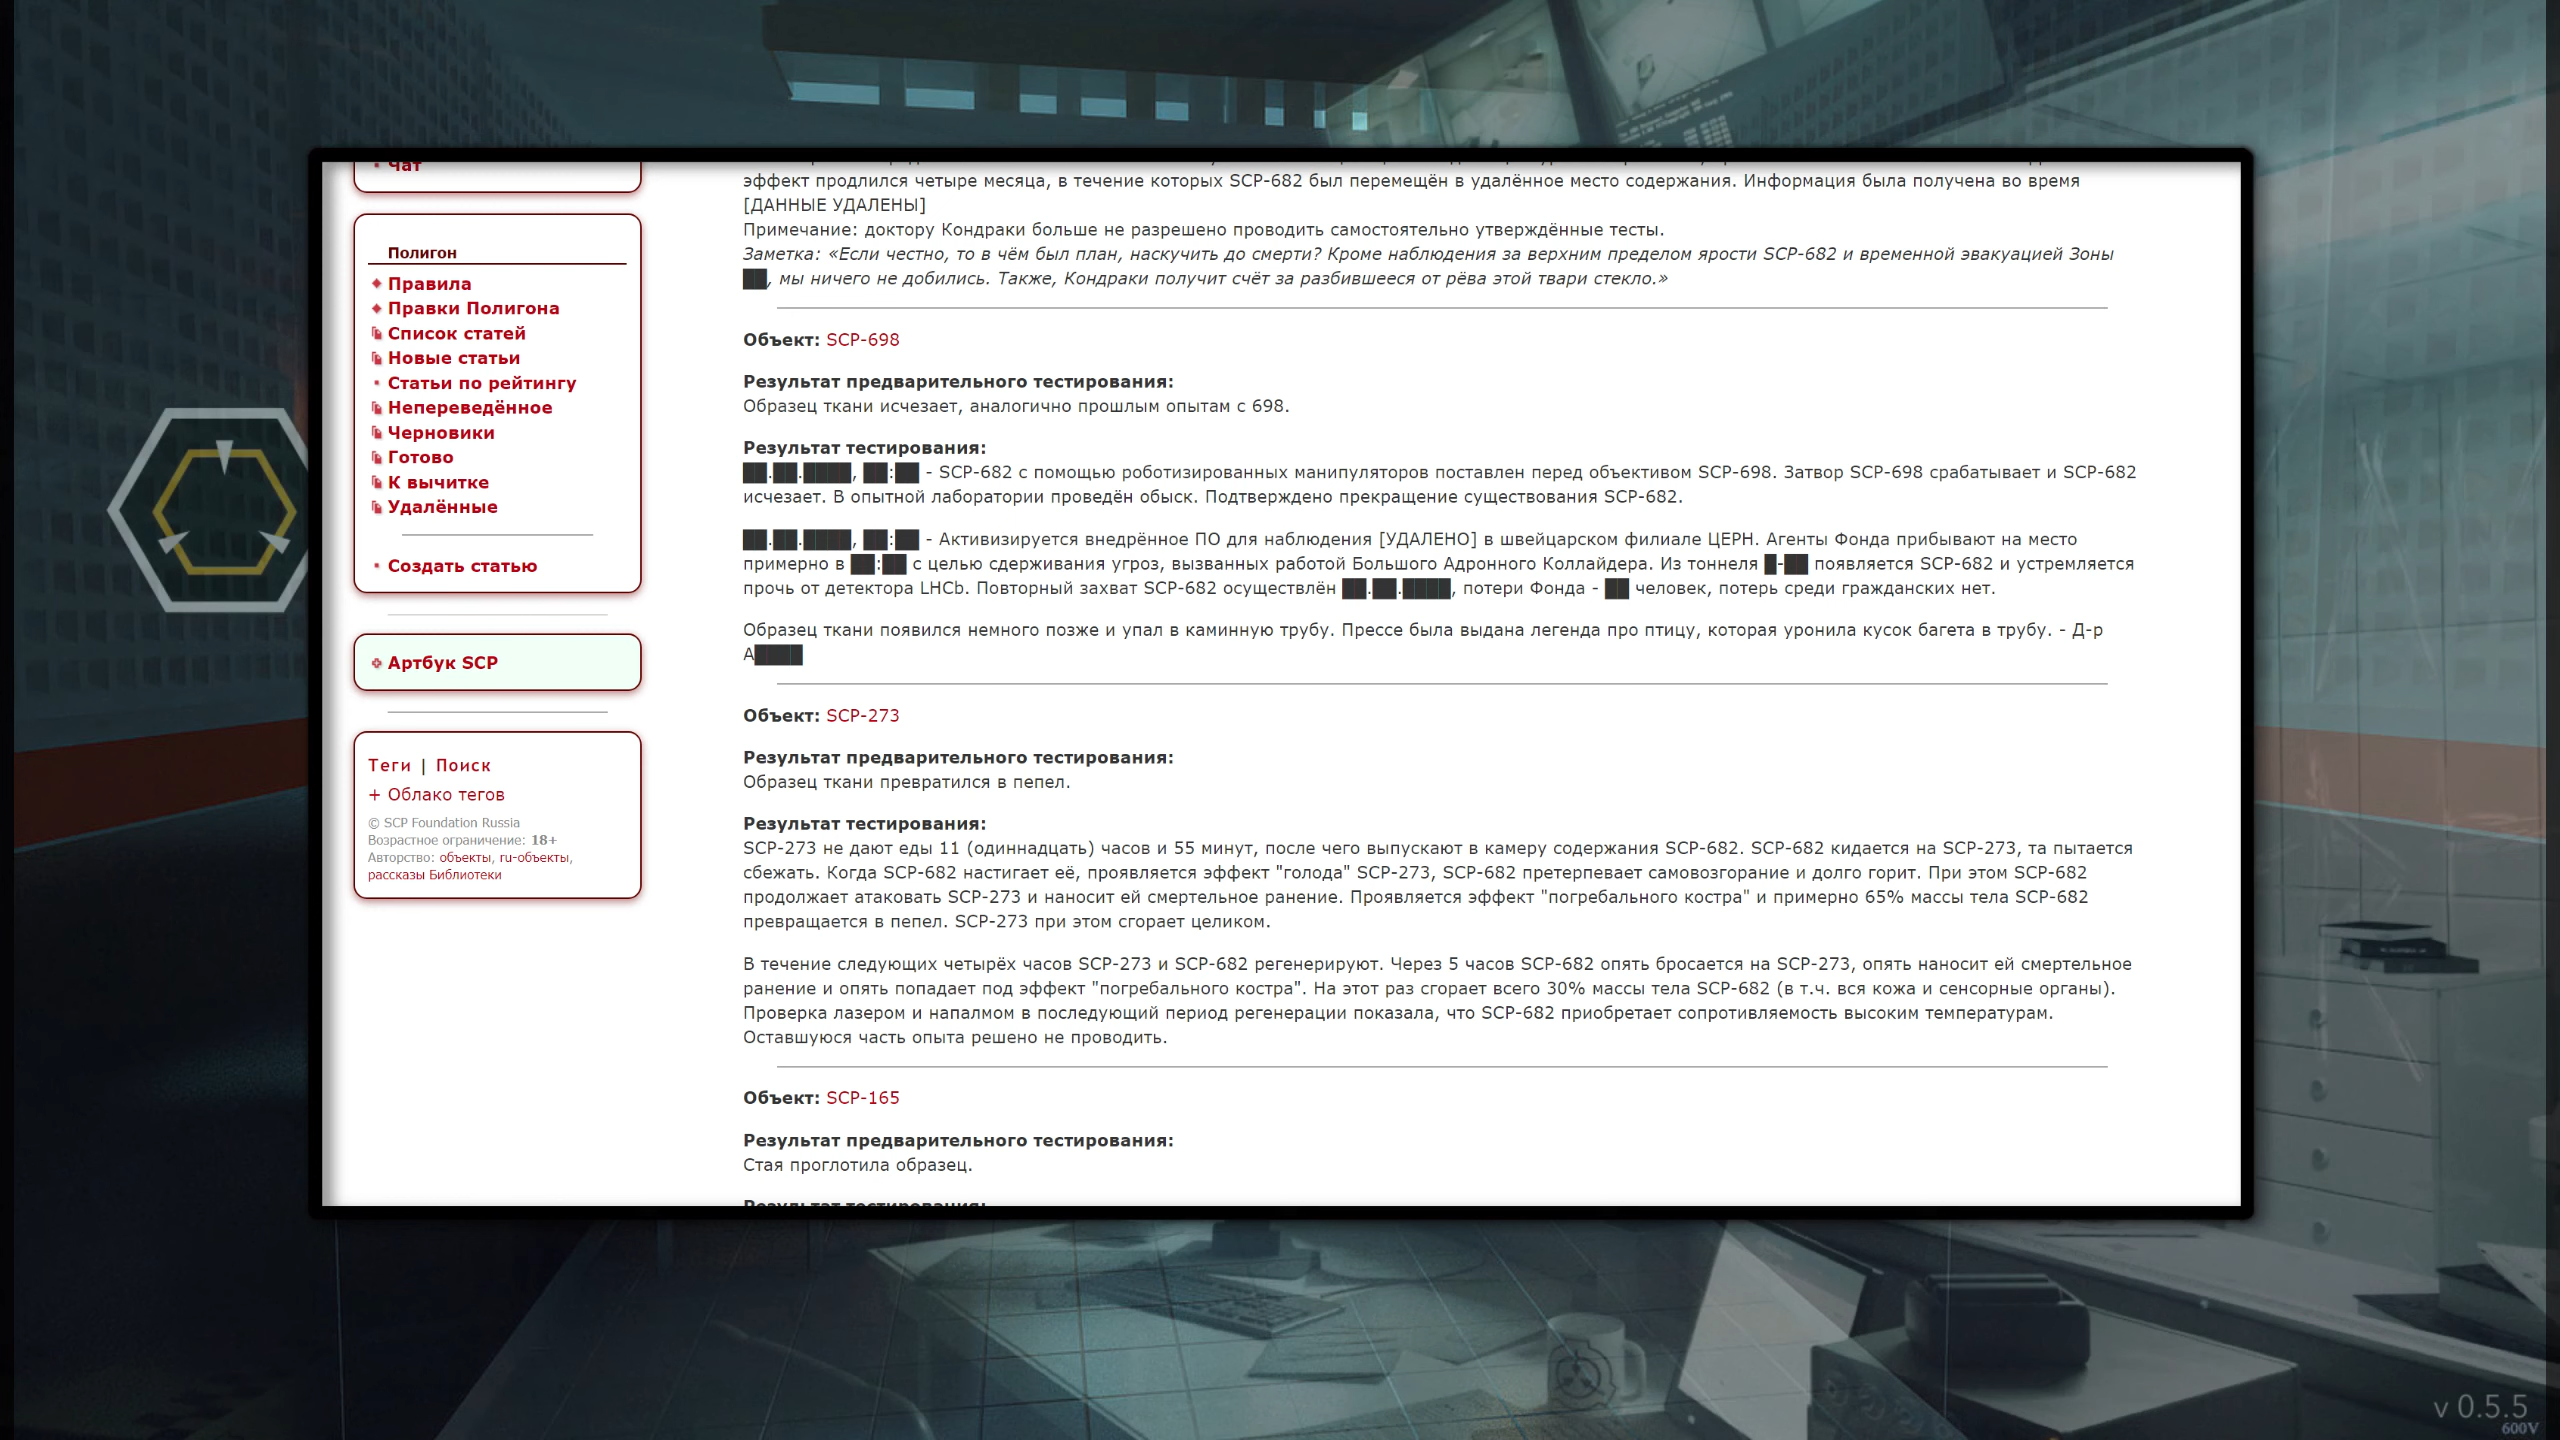 Чат
Полигон
Правила
Правки Полигона
Список статей
Новые статьи
Статьи по рейтингу
Непереведённое
Черновики
Готово
К вычитке
Удалённые
Создать статью
Артбук SCP
Теги | Поиск
+ Облако тегов
© SCP Foundation Russia
Возрастное ограничение: 18+
Авторство: объекты, ru-объекты,
рассказы Библиотеки
эффект продлился четыре месяца, в течение которых SCP-682 был перемещён в удалённое место содержания. Информация была получена во время
[ДАННЫЕ УДАЛЕНЫ]
Примечание: доктору Кондраки больше не разрешено проводить самостоятельно утверждённые тесты.
Заметка: «Если честно, то в чём был план, наскучить до смерти? Кроме наблюдения за верхним пределом ярости SCP-682 и временной эвакуацией Зоны
██, мы ничего не добились. Также, Кондраки получит счёт за разбившееся от рёва этой твари стекло.»
Объект: SCP-698
Результат предварительного тестирования:
Образец ткани исчезает, аналогично прошлым опытам с 698.
Результат тестирования:
██.██.████, ██:██ - SCP-682 с помощью роботизированных манипуляторов поставлен перед объективом SCP-698. Затвор SCP-698 срабатывает и SCP-682
исчезает. В опытной лаборатории проведён обыск. Подтверждено прекращение существования SCP-682.
██.██.████, ██:██ - Активизируется внедрённое ПО для наблюдения [УДАЛЕНО] в швейцарском филиале ЦЕРН. Агенты Фонда прибывают на место
примерно в ██:██ с целью сдерживания угроз, вызванных работой Большого Адронного Коллайдера. Из тоннеля █-██ появляется SCP-682 и устремляется
прочь от детектора LHCb. Повторный захват SCP-682 осуществлён ██.██.████, потери Фонда - ██ человек, потерь среди гражданских нет.
Образец ткани появился немного позже и упал в каминную трубу. Прессе была выдана легенда про птицу, которая уронила кусок багета в трубу. - Д-р
А████
Объект: SCP-273
Результат предварительного тестирования:
Образец ткани превратился в пепел.
Результат тестирования:
SCP-273 не дают еды 11 (одиннадцать) часов и 55 минут, после чего выпускают в камеру содержания SCP-682. SCP-682 кидается на SCP-273, та пытается
сбежать. Когда SCP-682 настигает её, проявляется эффект "голода" SCP-273, SCP-682 претерпевает самовозгорание и долго горит. При этом SCP-682
продолжает атаковать SCP-273 и наносит ей смертельное ранение. Проявляется эффект "погребального костра" и примерно 65% массы тела SCP-682
превращается в пепел. SCP-273 при этом сгорает целиком.
В течение следующих четырёх часов SCP-273 и SCP-682 регенерируют. Через 5 часов SCP-682 опять бросается на SCP-273, опять наносит ей смертельное
ранение и опять попадает под эффект "погребального костра". На этот раз сгорает всего 30% массы тела SCP-682 (в т.ч. вся кожа и сенсорные органы).
Проверка лазером и напалмом в последующий период регенерации показала, что SCP-682 приобретает сопротивляемость высоким температурам.
Оставшуюся часть опыта решено не проводить.
Объект: SCP-165
Результат предварительного тестирования:
Стая проглотила образец.
Результат тестирования:
v 0.5.5
600V